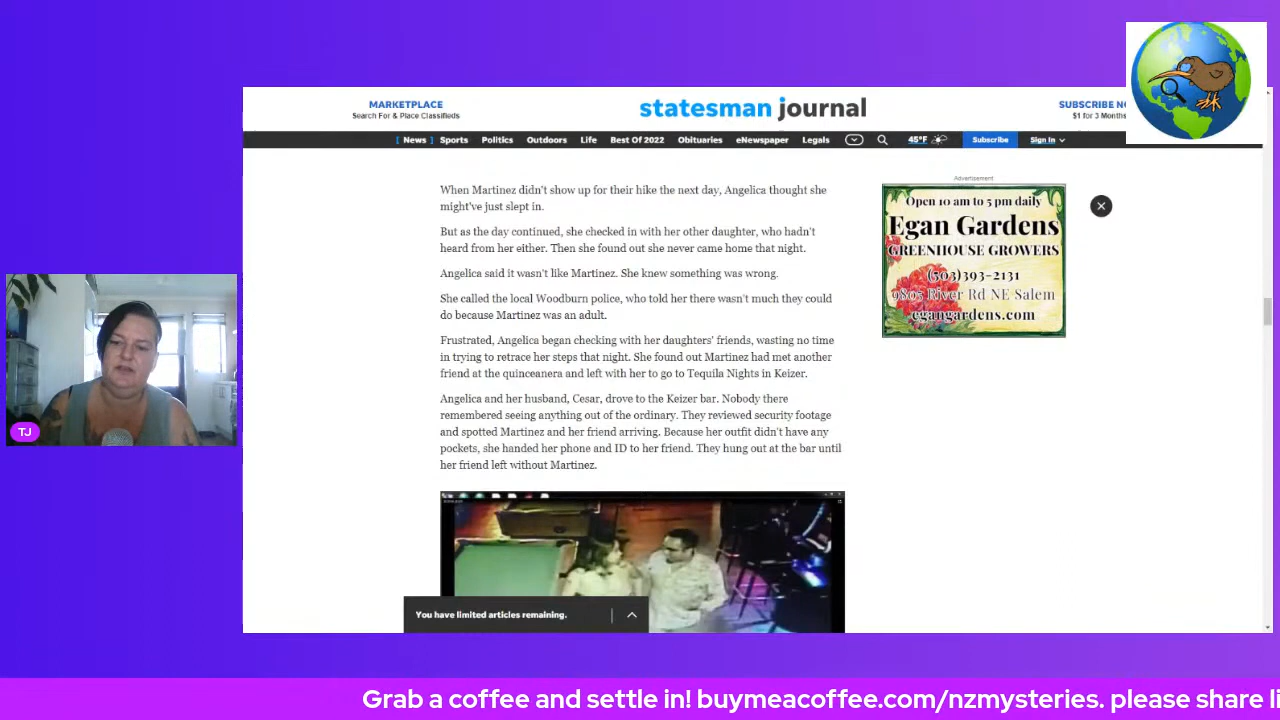 MARKETPLACE
Search For & Place Classifieds
statesman journal
SUBSCRIBE NO
$1 for 3 Months
[ News ] Sports Politics Outdoors Life Best Of 2022 Obituaries eNewspaper Legals 45°F Subscribe Sign In
When Martinez didn't show up for their hike the next day, Angelica thought she
might've just slept in.
But as the day continued, she checked in with her other daughter, who hadn't
heard from her either. Then she found out she never came home that night.
Angelica said it wasn't like Martinez. She knew something was wrong.
She called the local Woodburn police, who told her there wasn't much they could
do because Martinez was an adult.
Frustrated, Angelica began checking with her daughters' friends, wasting no time
in trying to retrace her steps that night. She found out Martinez had met another
friend at the quinceanera and left with her to go to Tequila Nights in Keizer.
Angelica and her husband, Cesar, drove to the Keizer bar. Nobody there
remembered seeing anything out of the ordinary. They reviewed security footage
and spotted Martinez and her friend arriving. Because her outfit didn't have any
pockets, she handed her phone and ID to her friend. They hung out at the bar until
her friend left without Martinez.
Advertisement
Open 10 am to 5 pm daily
Egan Gardens
GREENHOUSE GROWERS
(503)393-2131
9805 River Rd NE Salem
egangardens.com
You have limited articles remaining.
TJ
Grab a coffee and settle in! buymeacoffee.com/nzmysteries. please share li